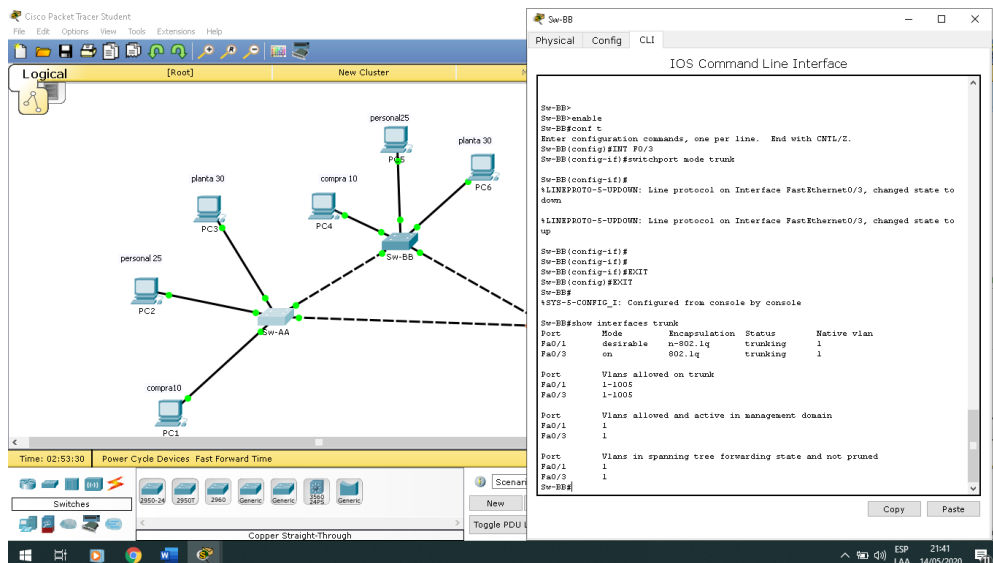 Cisco Packet Tracer Student
File Edit Options View Tools Extensions Help
Logical
[Root]
New Cluster
personal25
PC5
planta 30
PC6
planta 30
PC3
compra 10
PC4
Sw-BB
personal 25
PC2
Sw-AA
compra10
PC1
Time: 02:53:30 Power Cycle Devices Fast Forward Time
Switches
2950-24 2950T 2960 Generic Generic 3560 24PS Generic
Copper Straight-Through
Scenari
New
Toggle PDU L
Sw-BB
Physical Config CLI
IOS Command Line Interface
Sw-BB>
Sw-BB>enable
Sw-BB#conf t
Enter configuration commands, one per line. End with CNTL/Z.
Sw-BB(config)#INT F0/3
Sw-BB(config-if)#switchport mode trunk
Sw-BB(config-if)#
%LINEPROTO-5-UPDOWN: Line protocol on Interface FastEthernet0/3, changed state to
down
%LINEPROTO-5-UPDOWN: Line protocol on Interface FastEthernet0/3, changed state to
up
Sw-BB(config-if)#
Sw-BB(config-if)#
Sw-BB(config-if)#EXIT
Sw-BB(config)#EXIT
Sw-BB#
%SYS-5-CONFIG_I: Configured from console by console
Sw-BB#show interfaces trunk
Port Mode Encapsulation Status Native vlan
Fa0/1 desirable n-802.1q trunking 1
Fa0/3 on 802.1q trunking 1
Port Vlans allowed on trunk
Fa0/1 1-1005
Fa0/3 1-1005
Port Vlans allowed and active in management domain
Fa0/1 1
Fa0/3 1
Port Vlans in spanning tree forwarding state and not pruned
Fa0/1 1
Fa0/3 1
Sw-BB#
Copy Paste
ESP
LAA
21:41
14/05/2020